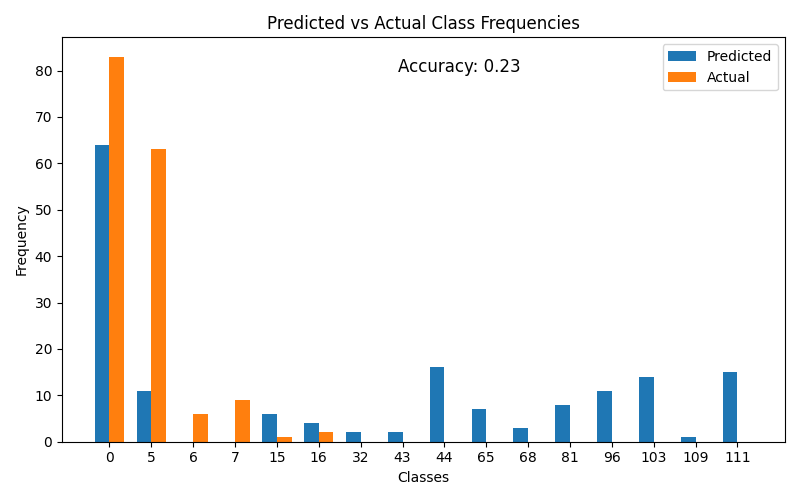 Predicted vs Actual Class Frequencies
Accuracy: 0.23
Predicted
Actual
Frequency
80
70
60
50
40
30
20
10
0
0 5 6 7 15 16 32 43 44 65 68 81 96 103 109 111
Classes